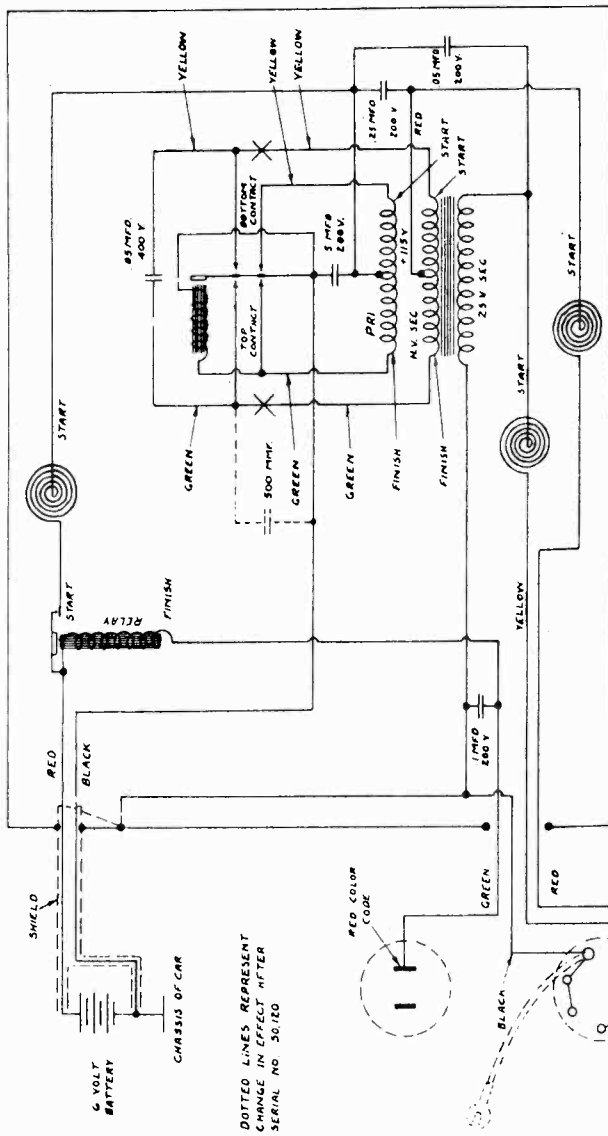 YELLOW
YELLOW
YELLOW
.05 MFD.
400 V.
BOTTOM
CONTACT
TOP
CONTACT
.5 MFD
200 V.
.25 MFD
200 V.
.05 MFD.
200 V.
RED
START
START
+115V
PRI
H.V. SEC
25 V SEC
GREEN
500 MMF.
GREEN
GREEN
FINISH
FINISH
START
START
START
START
RELAY
FINISH
YELLOW
RED
BLACK
SHIELD
6 VOLT
BATTERY
CHASSIS OF CAR
1 MFD
200 V
GREEN
RED COLOR
CODE
RED
BLACK
DOTTED LINES REPRESENT
CHANGE IN EFFECT AFTER
SERIAL NO. 50,120